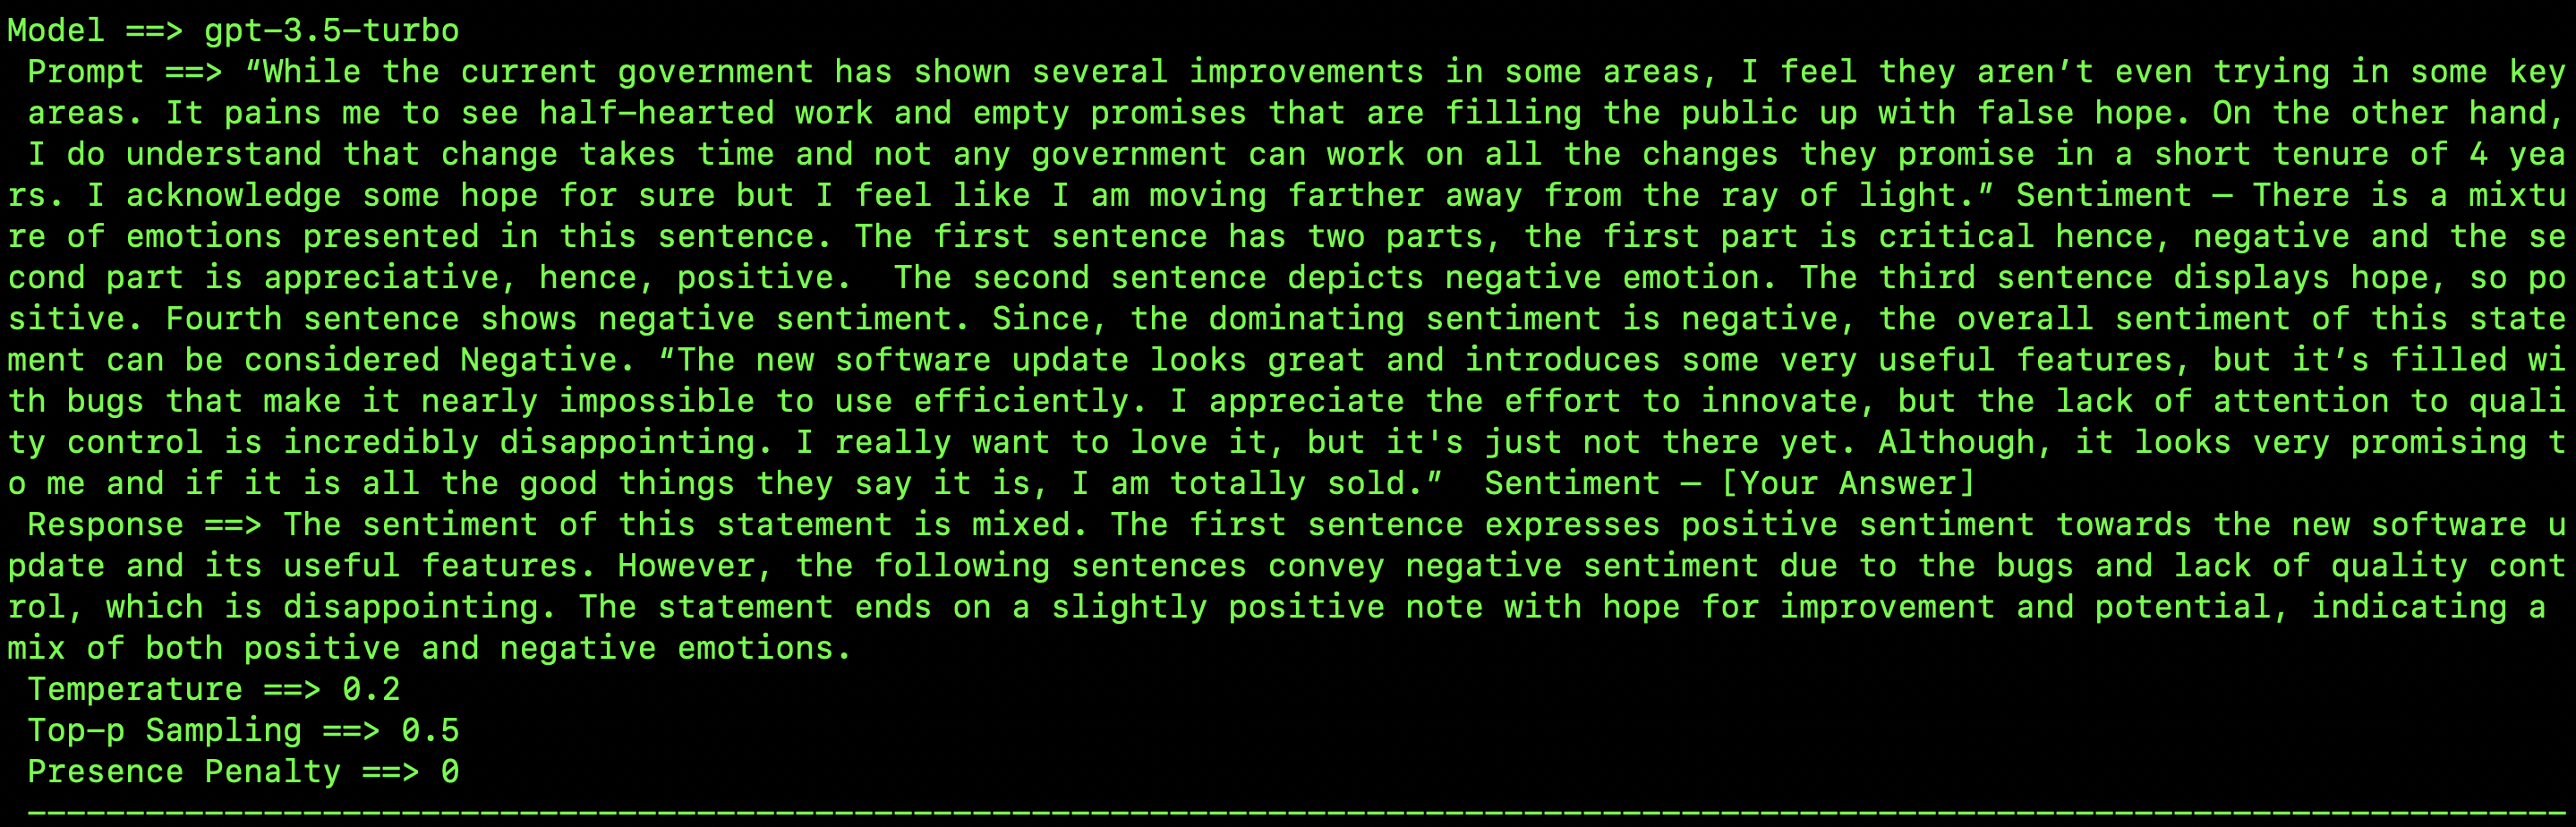 Model ==> gpt-3.5-turbo
Prompt ==> “While the current government has shown several improvements in some areas, I feel they aren’t even trying in some key
areas. It pains me to see half-hearted work and empty promises that are filling the public up with false hope. On the other hand,
I do understand that change takes time and not any government can work on all the changes they promise in a short tenure of 4 yea
rs. I acknowledge some hope for sure but I feel like I am moving farther away from the ray of light.” Sentiment – There is a mixtu
re of emotions presented in this sentence. The first sentence has two parts, the first part is critical hence, negative and the se
cond part is appreciative, hence, positive.  The second sentence depicts negative emotion. The third sentence displays hope, so po
sitive. Fourth sentence shows negative sentiment. Since, the dominating sentiment is negative, the overall sentiment of this state
ment can be considered Negative. “The new software update looks great and introduces some very useful features, but it’s filled wi
th bugs that make it nearly impossible to use efficiently. I appreciate the effort to innovate, but the lack of attention to quali
ty control is incredibly disappointing. I really want to love it, but it's just not there yet. Although, it looks very promising t
o me and if it is all the good things they say it is, I am totally sold.”  Sentiment – [Your Answer]
Response ==> The sentiment of this statement is mixed. The first sentence expresses positive sentiment towards the new software u
pdate and its useful features. However, the following sentences convey negative sentiment due to the bugs and lack of quality cont
rol, which is disappointing. The statement ends on a slightly positive note with hope for improvement and potential, indicating a
mix of both positive and negative emotions.
Temperature ==> 0.2
Top-p Sampling ==> 0.5
Presence Penalty ==> 0